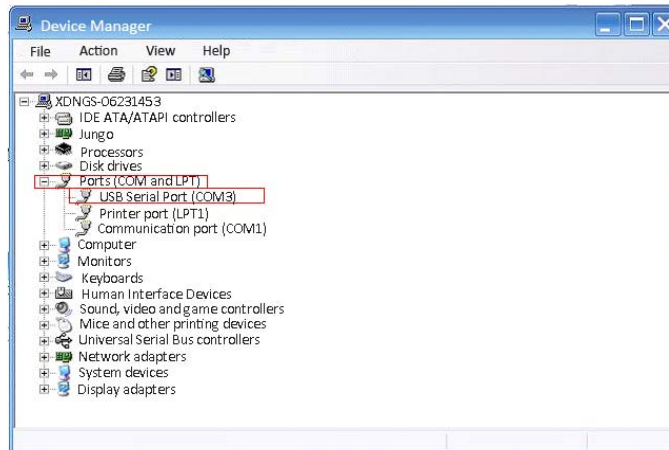 Device Manager
File Action View Help
XDNGS-06231453
IDE ATA/ATAPI controllers
Jungo
Processors
Disk drives
Ports (COM and LPT)
USB Serial Port (COM3)
Printer port (LPT1)
Communication port (COM1)
Computer
Monitors
Keyboards
Human Interface Devices
Sound, video and game controllers
Mice and other printing devices
Universal Serial Bus controllers
Network adapters
System devices
Display adapters